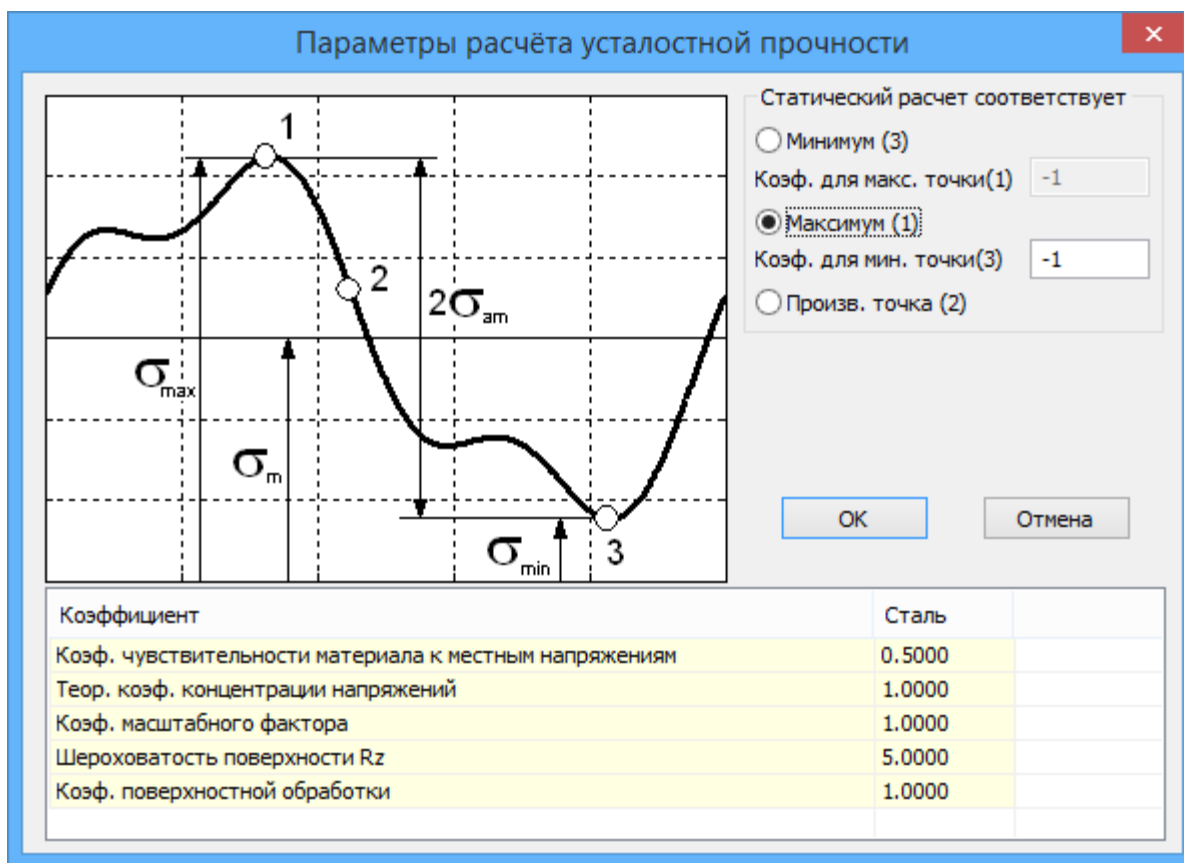 Параметры расчёта усталостной прочности
1
2
2σam
σmax
σm
σmin
3
Статический расчет соответствует
Минимум (3)
Коэф. для макс. точки(1) -1
Максимум (1)
Коэф. для мин. точки(3) -1
Произв. точка (2)
OK Отмена
Коэффициент Сталь
Коэф. чувствительности материала к местным напряжениям 0.5000
Теор. коэф. концентрации напряжений 1.0000
Коэф. масштабного фактора 1.0000
Шероховатость поверхности Rz 5.0000
Коэф. поверхностной обработки 1.0000